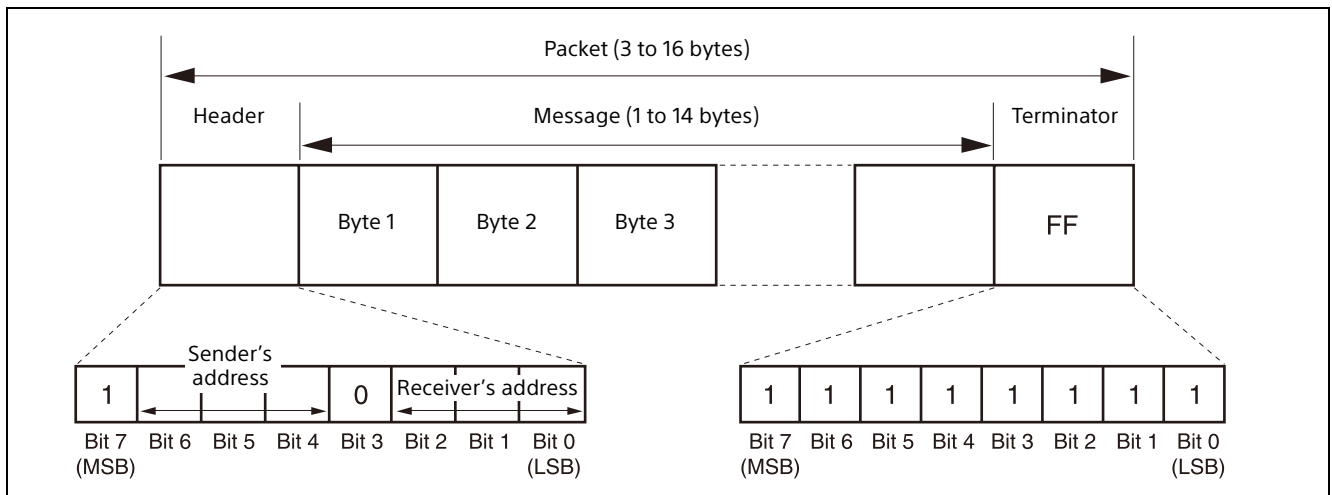 Packet (3 to 16 bytes)
Header
Message (1 to 14 bytes)
Terminator
Byte 1
Byte 2
Byte 3
FF
1
Sender's
address
0
Receiver's address
Bit 7
(MSB)
Bit 6
Bit 5
Bit 4
Bit 3
Bit 2
Bit 1
Bit 0
(LSB)
1 1 1 1 1 1 1 1
Bit 7
(MSB)
Bit 6
Bit 5
Bit 4
Bit 3
Bit 2
Bit 1
Bit 0
(LSB)